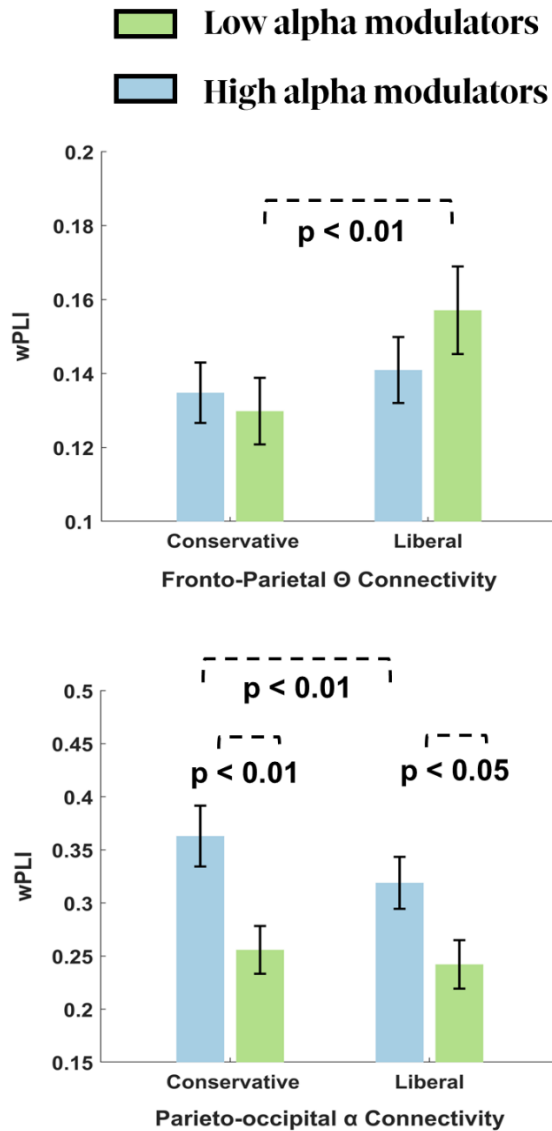 Low alpha modulators
High alpha modulators
0.2
0.18
p < 0.01
0.16
wPLI
0.14
0.12
0.1
Conservative Liberal
Fronto-Parietal Θ Connectivity
0.5
p < 0.01
0.45
p < 0.01 p < 0.05
0.4
0.35
wPLI
0.3
0.25
0.2
0.15
Conservative Liberal
Parieto-occipital α Connectivity